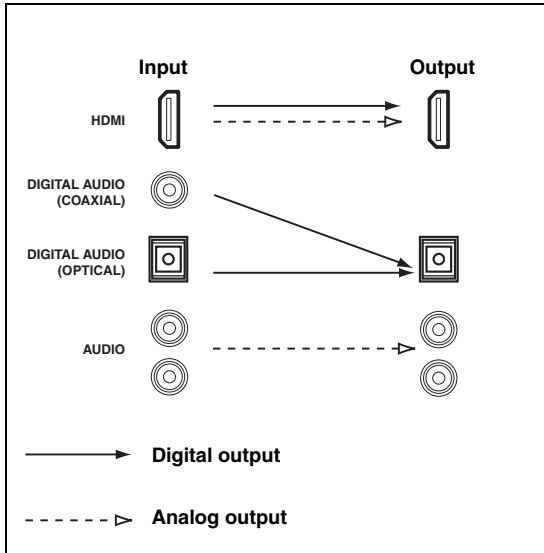 Input
Output
HDMI
DIGITAL AUDIO
(COAXIAL)
DIGITAL AUDIO
(OPTICAL)
AUDIO
Digital output
Analog output